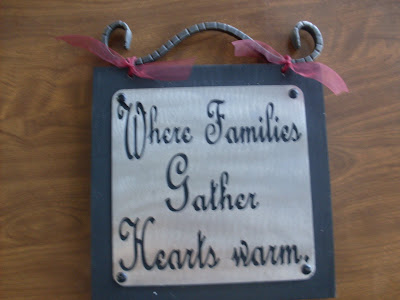 Where Families
Gather
Hearts warm.